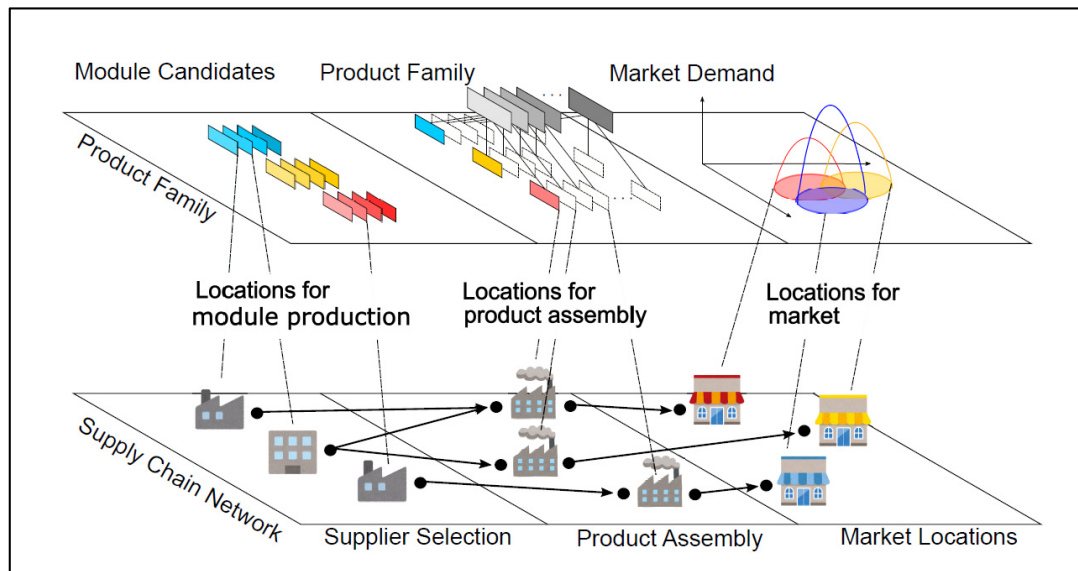 Module Candidates
Product Family
Market Demand
Product Family
Locations for
module production
Locations for
product assembly
Locations for
market
Supply Chain Network
Supplier Selection
Product Assembly
Market Locations